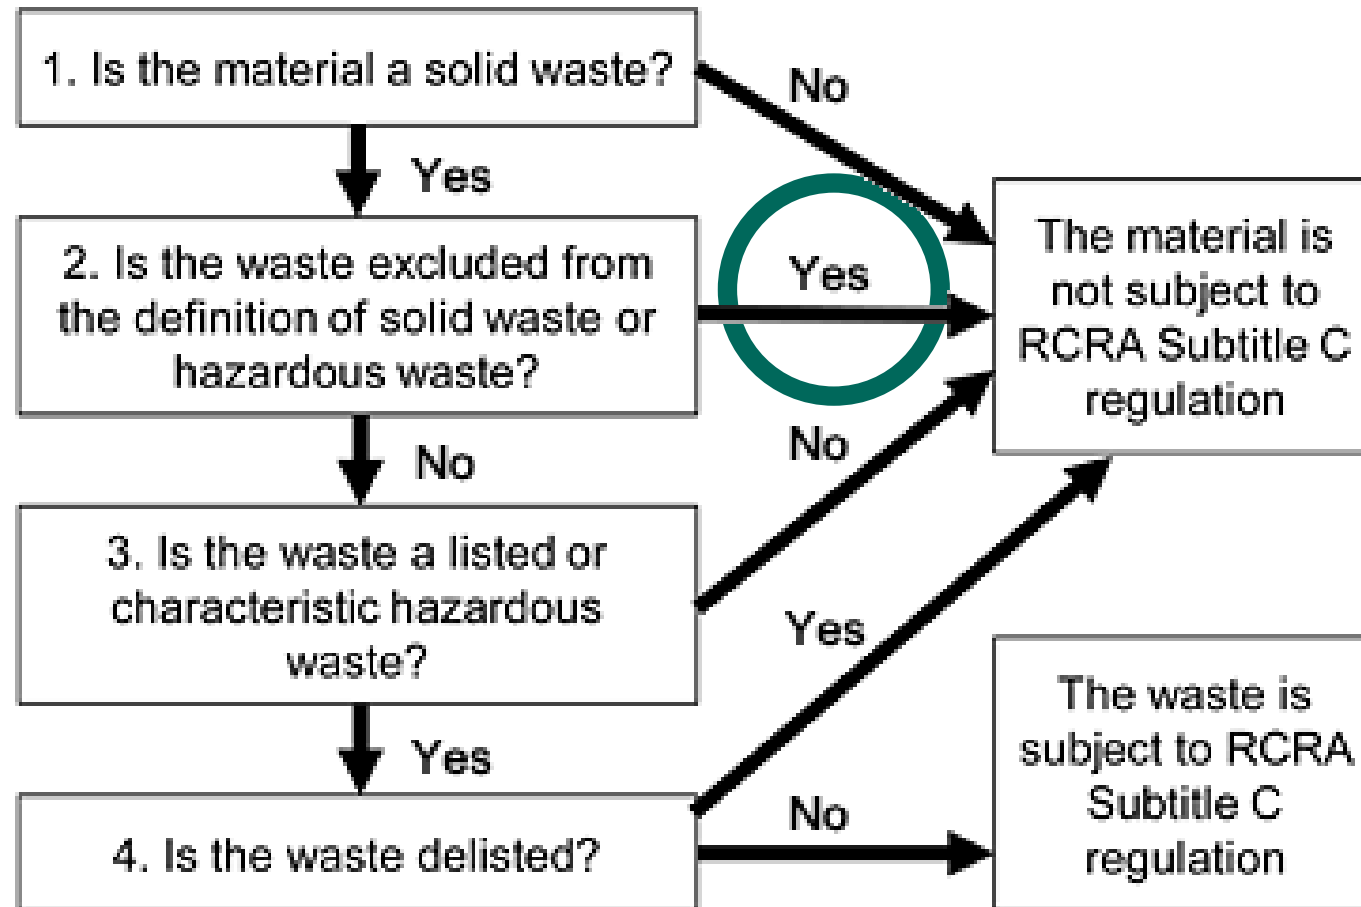 1. Is the material a solid waste?
No
Yes
2. Is the waste excluded from
the definition of solid waste or
hazardous waste?
Yes
The material is
not subject to
RCRA Subtitle C
regulation
No
No
3. Is the waste a listed or
characteristic hazardous
waste?
Yes
Yes
4. Is the waste delisted?
No
The waste is
subject to RCRA
Subtitle C
regulation